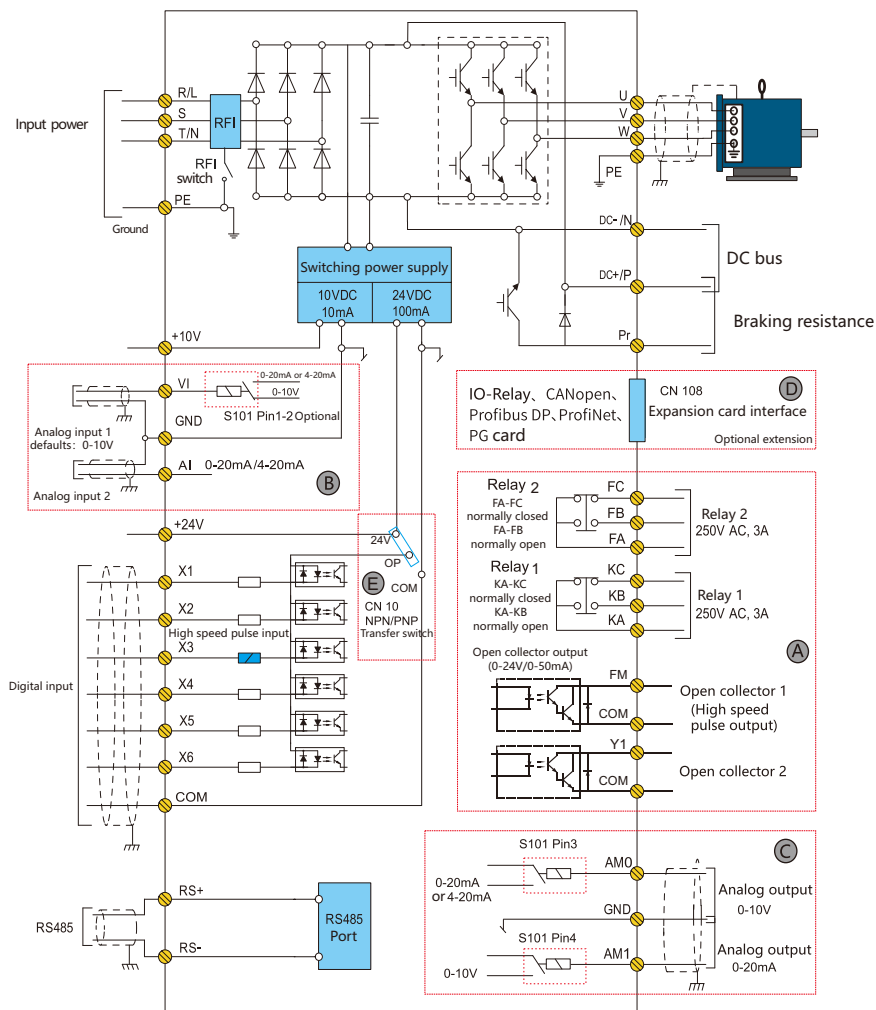 Input power
R/L
S
T/N
RFI
RFI
switch
PE
Ground
U
V
W
PE
DC-/N
DC bus
DC+/P
Braking resistance
Pr
Switching power supply
10VDC
10mA
24VDC
100mA
+10V
VI
0-20mA or 4-20mA
0-10V
S101 Pin1-2 Optional
GND
Analog input 1
defaults: 0-10V
AI
0-20mA/4-20mA
Analog input 2
B
IO-Relay、CANopen、
Profibus DP、ProfiNet、
PG card
CN 108
Expansion card interface
Optional extension
D
+24V
24V
OP
COM
E
CN 10
NPN/PNP
Transfer switch
Digital input
X1
X2
High speed pulse input
X3
X4
X5
X6
COM
Relay 2
FA-FC
normally closed
FA-FB
normally open
FC
FB
FA
Relay 2
250V AC, 3A
Relay 1
KA-KC
normally closed
KA-KB
normally open
KC
KB
KA
Relay 1
250V AC, 3A
A
Open collector output
(0-24V/0-50mA)
FM
COM
Open collector 1
(High speed
pulse output)
Y1
COM
Open collector 2
RS485
RS+
RS-
RS485
Port
S101 Pin3
0-20mA
or 4-20mA
AM0
C
Analog output
0-10V
GND
S101 Pin4
0-10V
AM1
Analog output
0-20mA